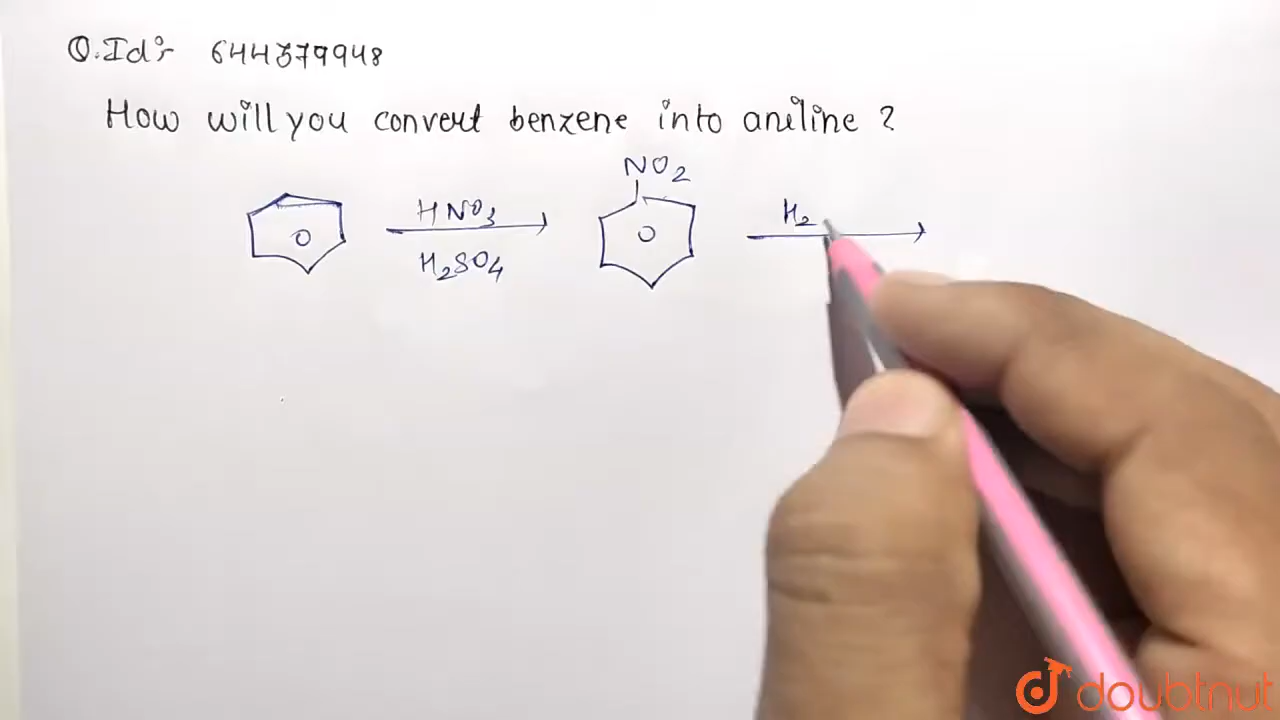 Q.Id:- 644379948
How will you convert benzene into aniline ?
NO2
HNO3
H2
H2SO4
doubtnut